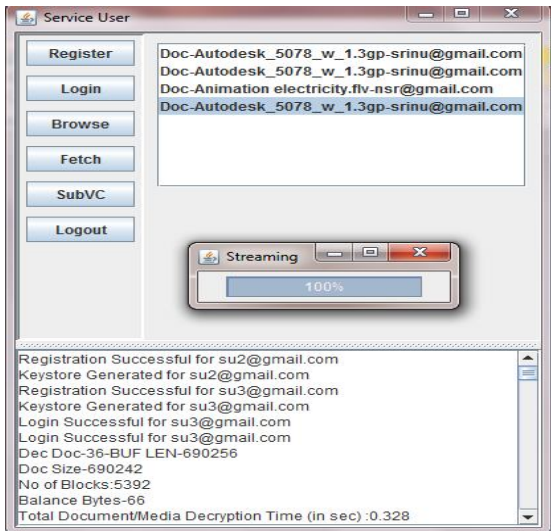 Service User
Register
Login
Browse
Fetch
SubVC
Logout
Doc-Autodesk_5078_w_1.3gp-srinu@gmail.com
Doc-Autodesk_5078_w_1.3gp-srinu@gmail.com
Doc-Animation electricity.flv-nsr@gmail.com
Doc-Autodesk_5078_w_1.3gp-srinu@gmail.com
Streaming
100%
Registration Successful for su2@gmail.com
Keystore Generated for su2@gmail.com
Registration Successful for su3@gmail.com
Keystore Generated for su3@gmail.com
Login Successful for su3@gmail.com
Login Successful for su3@gmail.com
Dec Doc-36-BUF LEN-690256
Doc Size-690242
No of Blocks:5392
Balance Bytes-66
Total Document/Media Decryption Time (in sec) :0.328